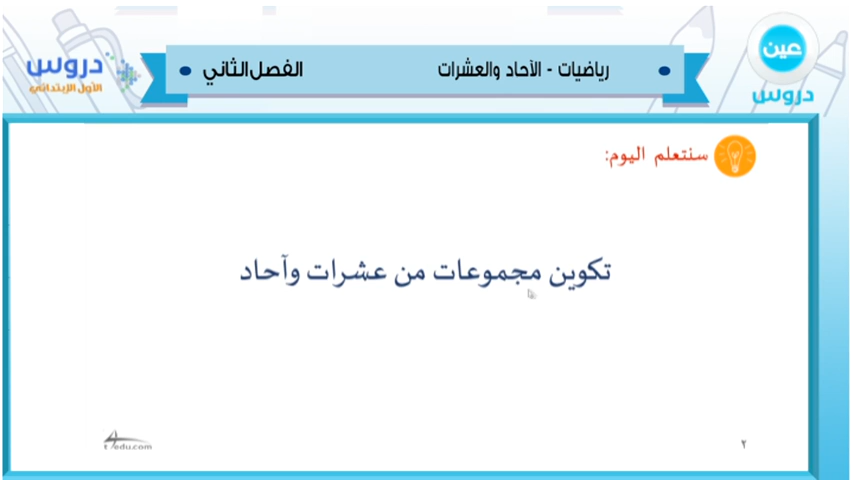 عين
دروس
رياضيات - الآحاد والعشرات
الفصل الثاني
دروس
الأول الإبتدائي
سنتعلم اليوم:
تكوين مجموعات من عشرات وآحاد
٢
t4edu.com